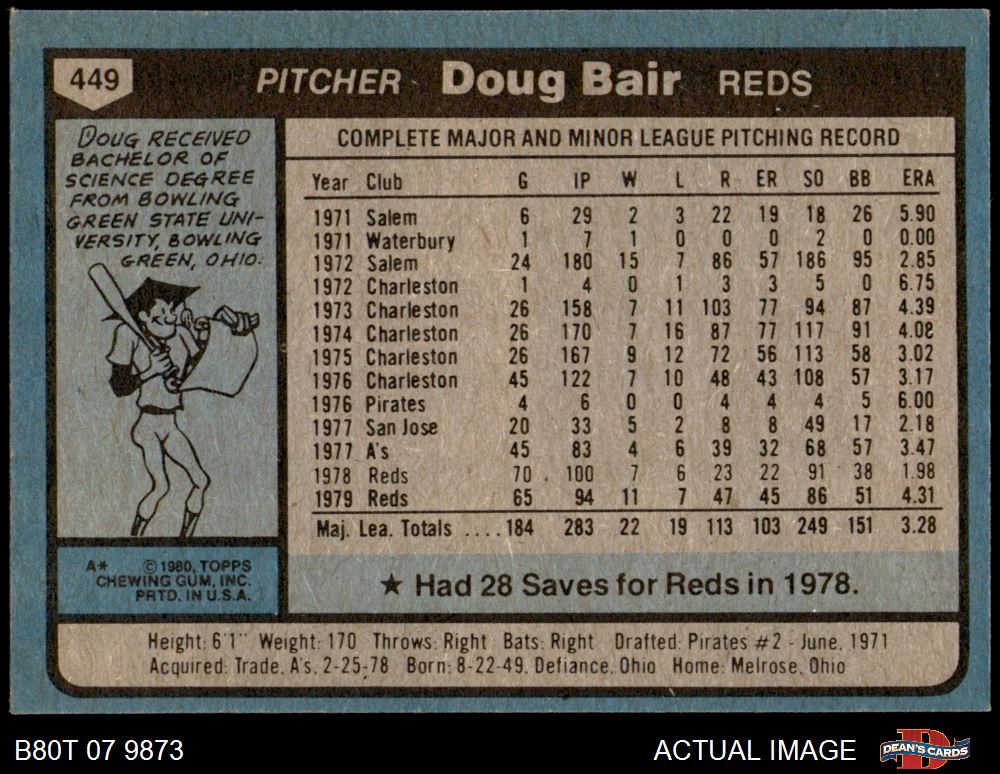 449 PITCHER Doug Bair REDS
DOUG RECEIVED
BACHELOR OF
SCIENCE DEGREE
FROM BOWLING
GREEN STATE UNI-
VERSITY, BOWLING
GREEN, OHIO.
COMPLETE MAJOR AND MINOR LEAGUE PITCHING RECORD
Year Club G IP W L R ER SO BB ERA
1971 Salem 6 29 2 3 22 19 18 26 5.90
1971 Waterbury 1 7 1 0 0 0 2 0 0.00
1972 Salem 24 180 15 7 86 57 186 95 2.85
1972 Charleston 1 4 0 1 3 3 5 0 6.75
1973 Charleston 26 158 7 11 103 77 94 87 4.39
1974 Charleston 26 170 7 16 87 77 117 91 4.08
1975 Charleston 26 167 9 12 72 56 113 58 3.02
1976 Charleston 45 122 7 10 48 43 108 57 3.17
1976 Pirates 4 6 0 0 4 4 4 5 6.00
1977 San Jose 20 33 5 2 8 8 49 17 2.18
1977 A's 45 83 4 6 39 32 68 57 3.47
1978 Reds 70 100 7 6 23 22 91 38 1.98
1979 Reds 65 94 11 7 47 45 86 51 4.31
Maj. Lea. Totals ....184 283 22 19 113 103 249 151 3.28
A* © 1980, TOPPS
CHEWING GUM, INC.
PRTD. IN U.S.A.
★ Had 28 Saves for Reds in 1978.
Height: 6'1" Weight: 170 Throws: Right Bats: Right Drafted: Pirates #2 - June, 1971
Acquired: Trade, A's, 2-25-78 Born: 8-22-49, Defiance, Ohio Home: Melrose, Ohio
B80T 07 9873 ACTUAL IMAGE DEAN'S CARDS